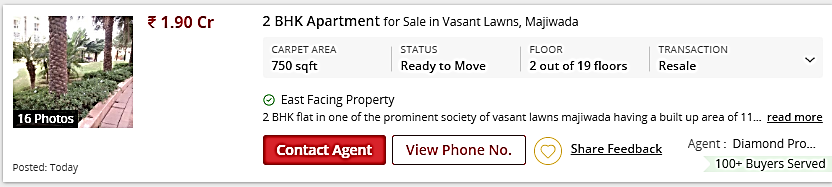 ₹ 1.90 Cr
2 BHK Apartment for Sale in Vasant Lawns, Majiwada
CARPET AREA
750 sqft
STATUS
Ready to Move
FLOOR
2 out of 19 floors
TRANSACTION
Resale
East Facing Property
2 BHK flat in one of the prominent society of vasant lawns majiwada having a built up area of 11... read more
16 Photos
Contact Agent
View Phone No.
Share Feedback
Agent : Diamond Pro...
100+ Buyers Served
Posted: Today